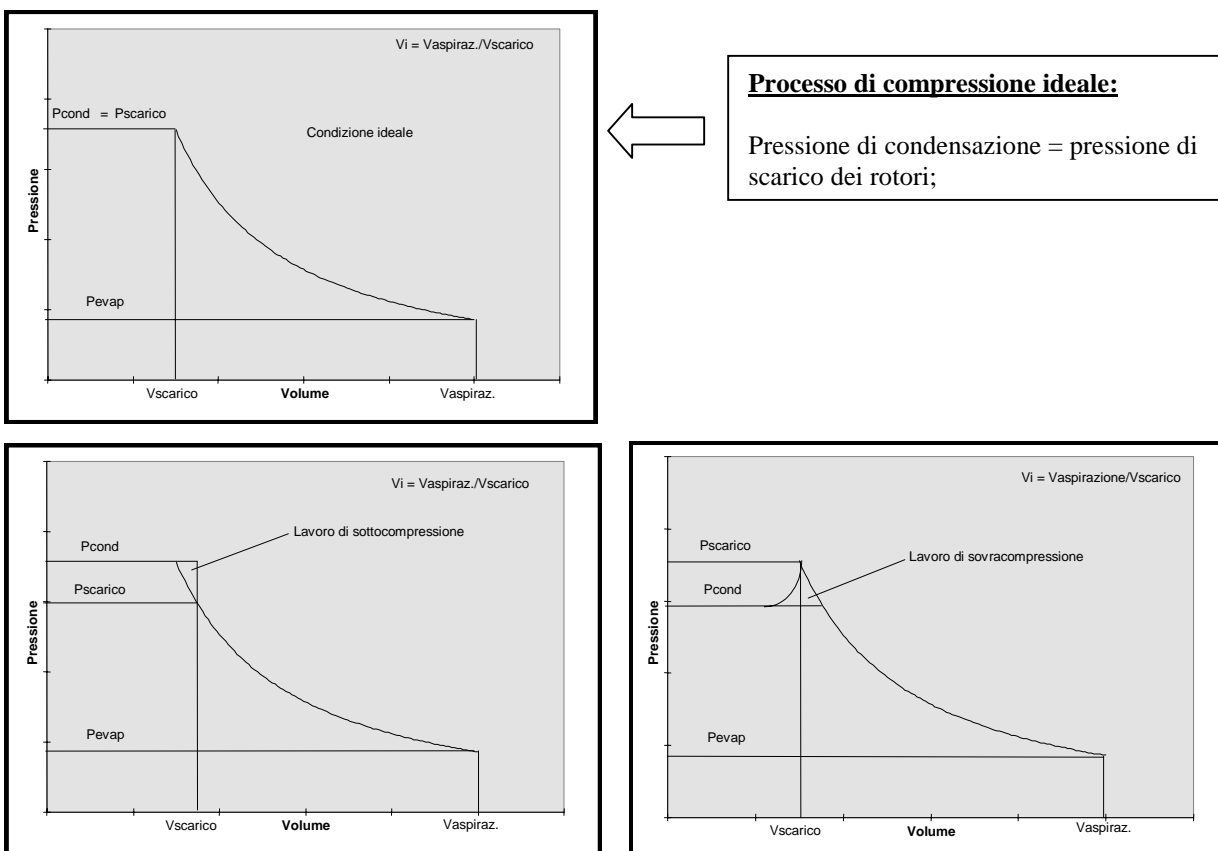 Vi = Vaspiraz./Vscarico
Pcond = Pscarico
Condizione ideale
Pressione
Pevap
Vscarico
Volume
Vaspiraz.
Processo di compressione ideale:
Pressione di condensazione = pressione di
scarico dei rotori;
Vi = Vaspiraz./Vscarico
Lavoro di sottocompressione
Pcond
Pscarico
Pressione
Pevap
Vscarico
Volume
Vaspiraz.
Vi = Vaspirazione/Vscarico
Pscarico
Lavoro di sovracompressione
Pcond
Pressione
Pevap
Vscarico
Volume
Vaspiraz.